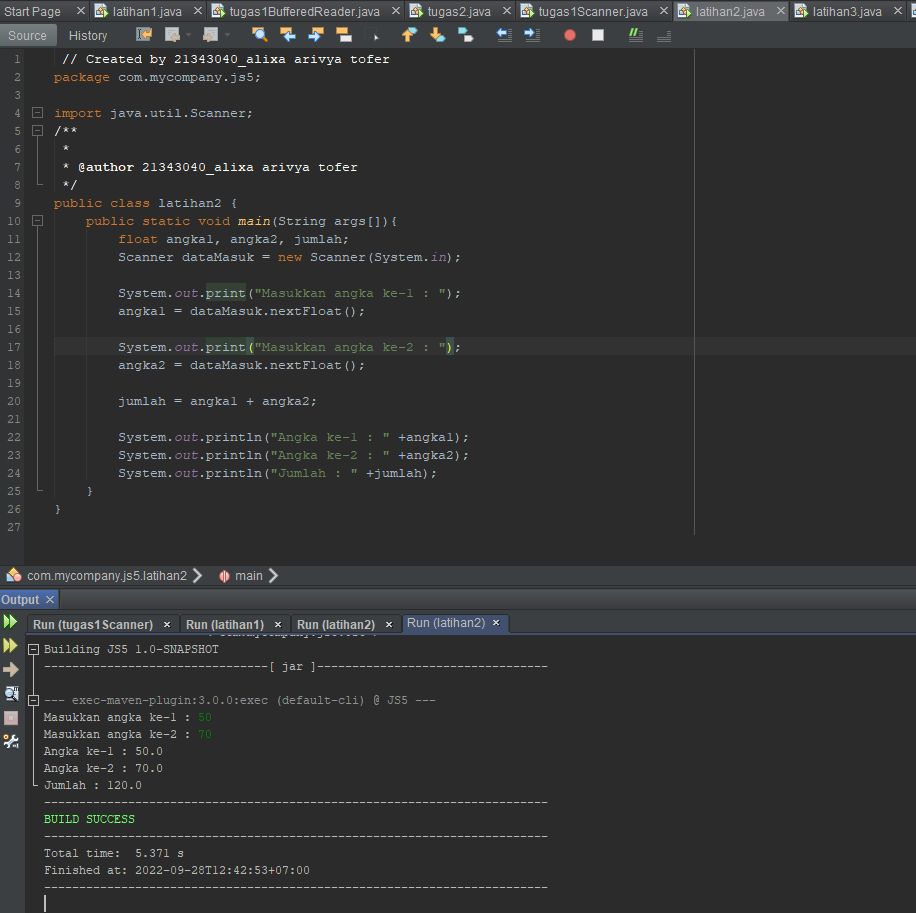 Start Page latihan1.java tugas1BufferedReader.java tugas2.java tugas1Scanner.java latihan2.java latihan3.java
Source History
1 // Created by 21343040_alixa arivya tofer
2 package com.mycompany.js5;
3
4 import java.util.Scanner;
5 /**
6 *
7 * @author 21343040_alixa arivya tofer
8 */
9 public class latihan2 {
10 public static void main(String args[]){
11 float angka1, angka2, jumlah;
12 Scanner dataMasuk = new Scanner(System.in);
13
14 System.out.print("Masukkan angka ke-1 : ");
15 angka1 = dataMasuk.nextFloat();
16
17 System.out.print("Masukkan angka ke-2 : ");
18 angka2 = dataMasuk.nextFloat();
19
20 jumlah = angka1 + angka2;
21
22 System.out.println("Angka ke-1 : " +angka1);
23 System.out.println("Angka ke-2 : " +angka2);
24 System.out.println("Jumlah : " +jumlah);
25 }
26 }
27
com.mycompany.js5.latihan2 main
Output
Run (tugas1Scanner) Run (latihan1) Run (latihan2) Run (latihan2)
Building JS5 1.0-SNAPSHOT
--------------------------------[ jar ]---------------------------------
--- exec-maven-plugin:3.0.0:exec (default-cli) @ JS5 ---
Masukkan angka ke-1 : 50
Masukkan angka ke-2 : 70
Angka ke-1 : 50.0
Angka ke-2 : 70.0
Jumlah : 120.0
------------------------------------------------------------------------
BUILD SUCCESS
------------------------------------------------------------------------
Total time:  5.371 s
Finished at: 2022-09-28T12:42:53+07:00
------------------------------------------------------------------------